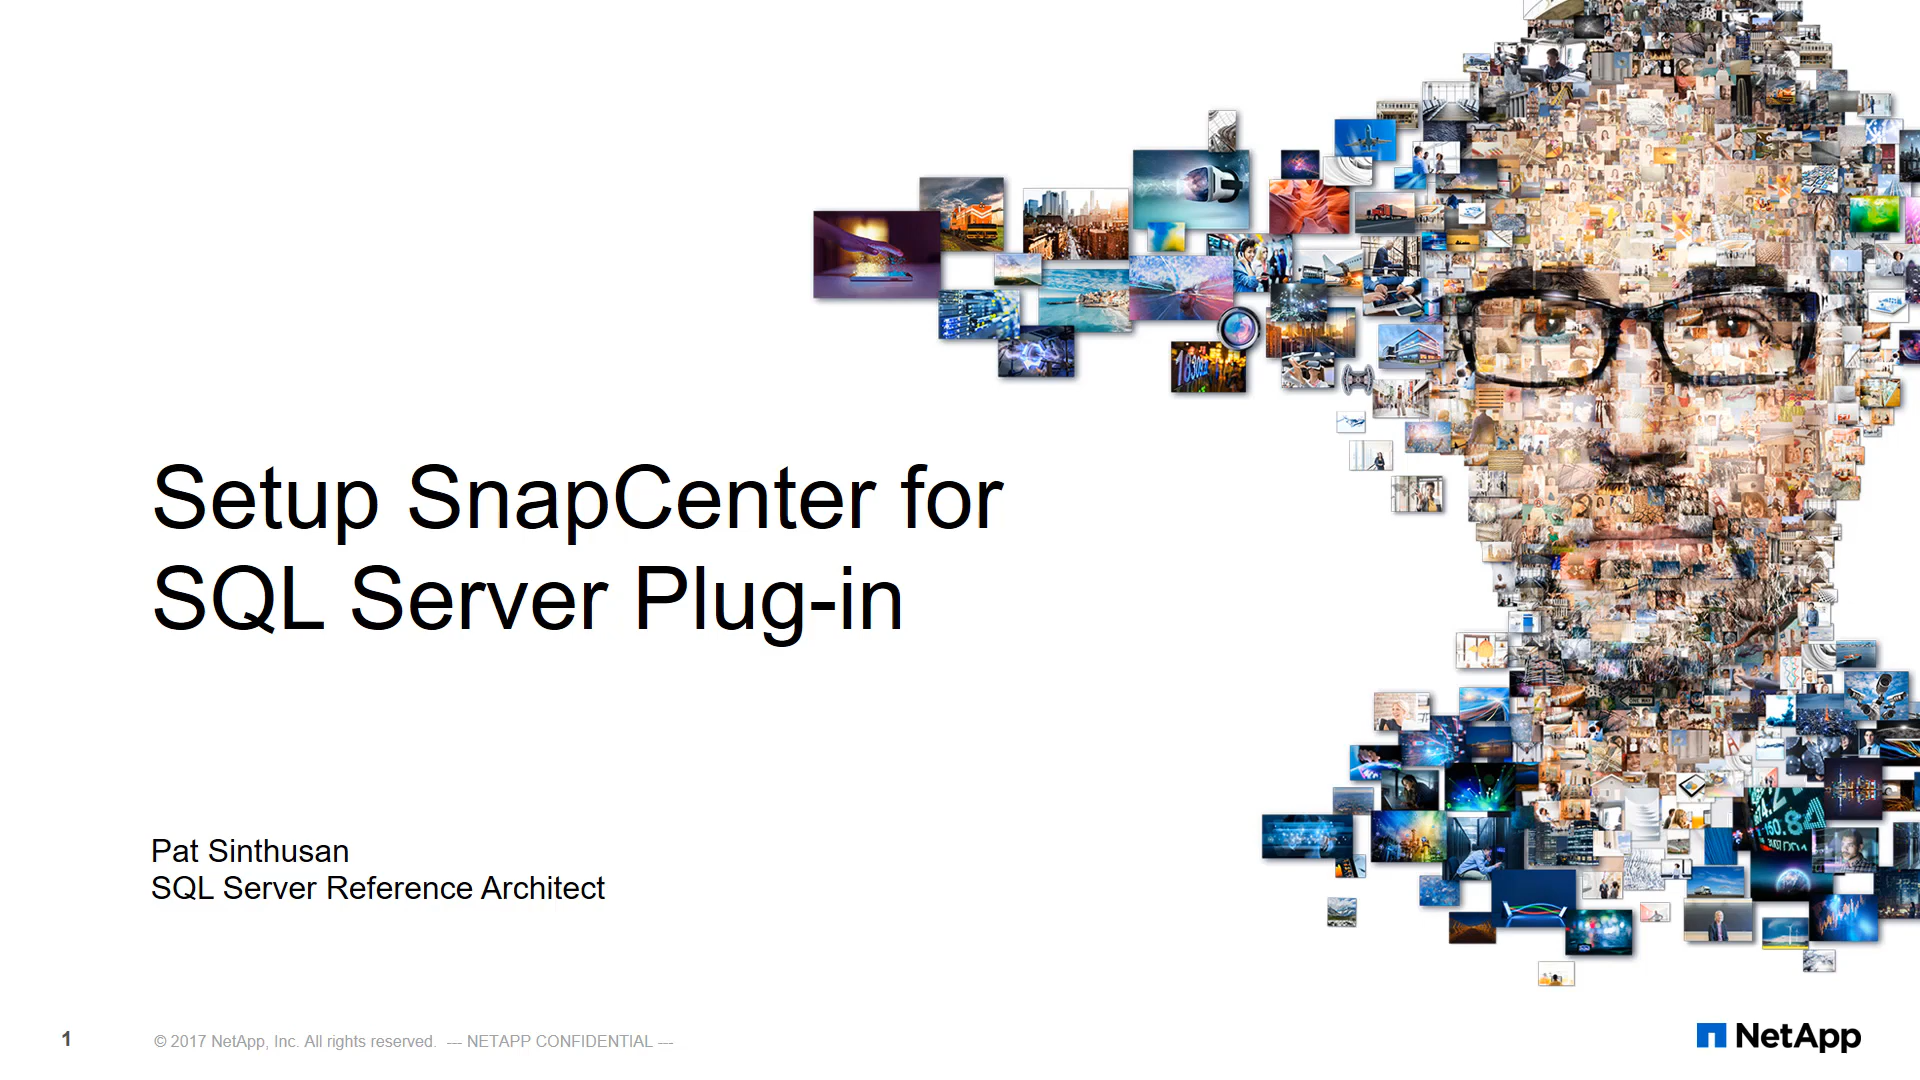 Setup SnapCenter for
SQL Server Plug-in
Pat Sinthusan
SQL Server Reference Architect
1
© 2017 NetApp, Inc. All rights reserved.  --- NETAPP CONFIDENTIAL ---
NetApp